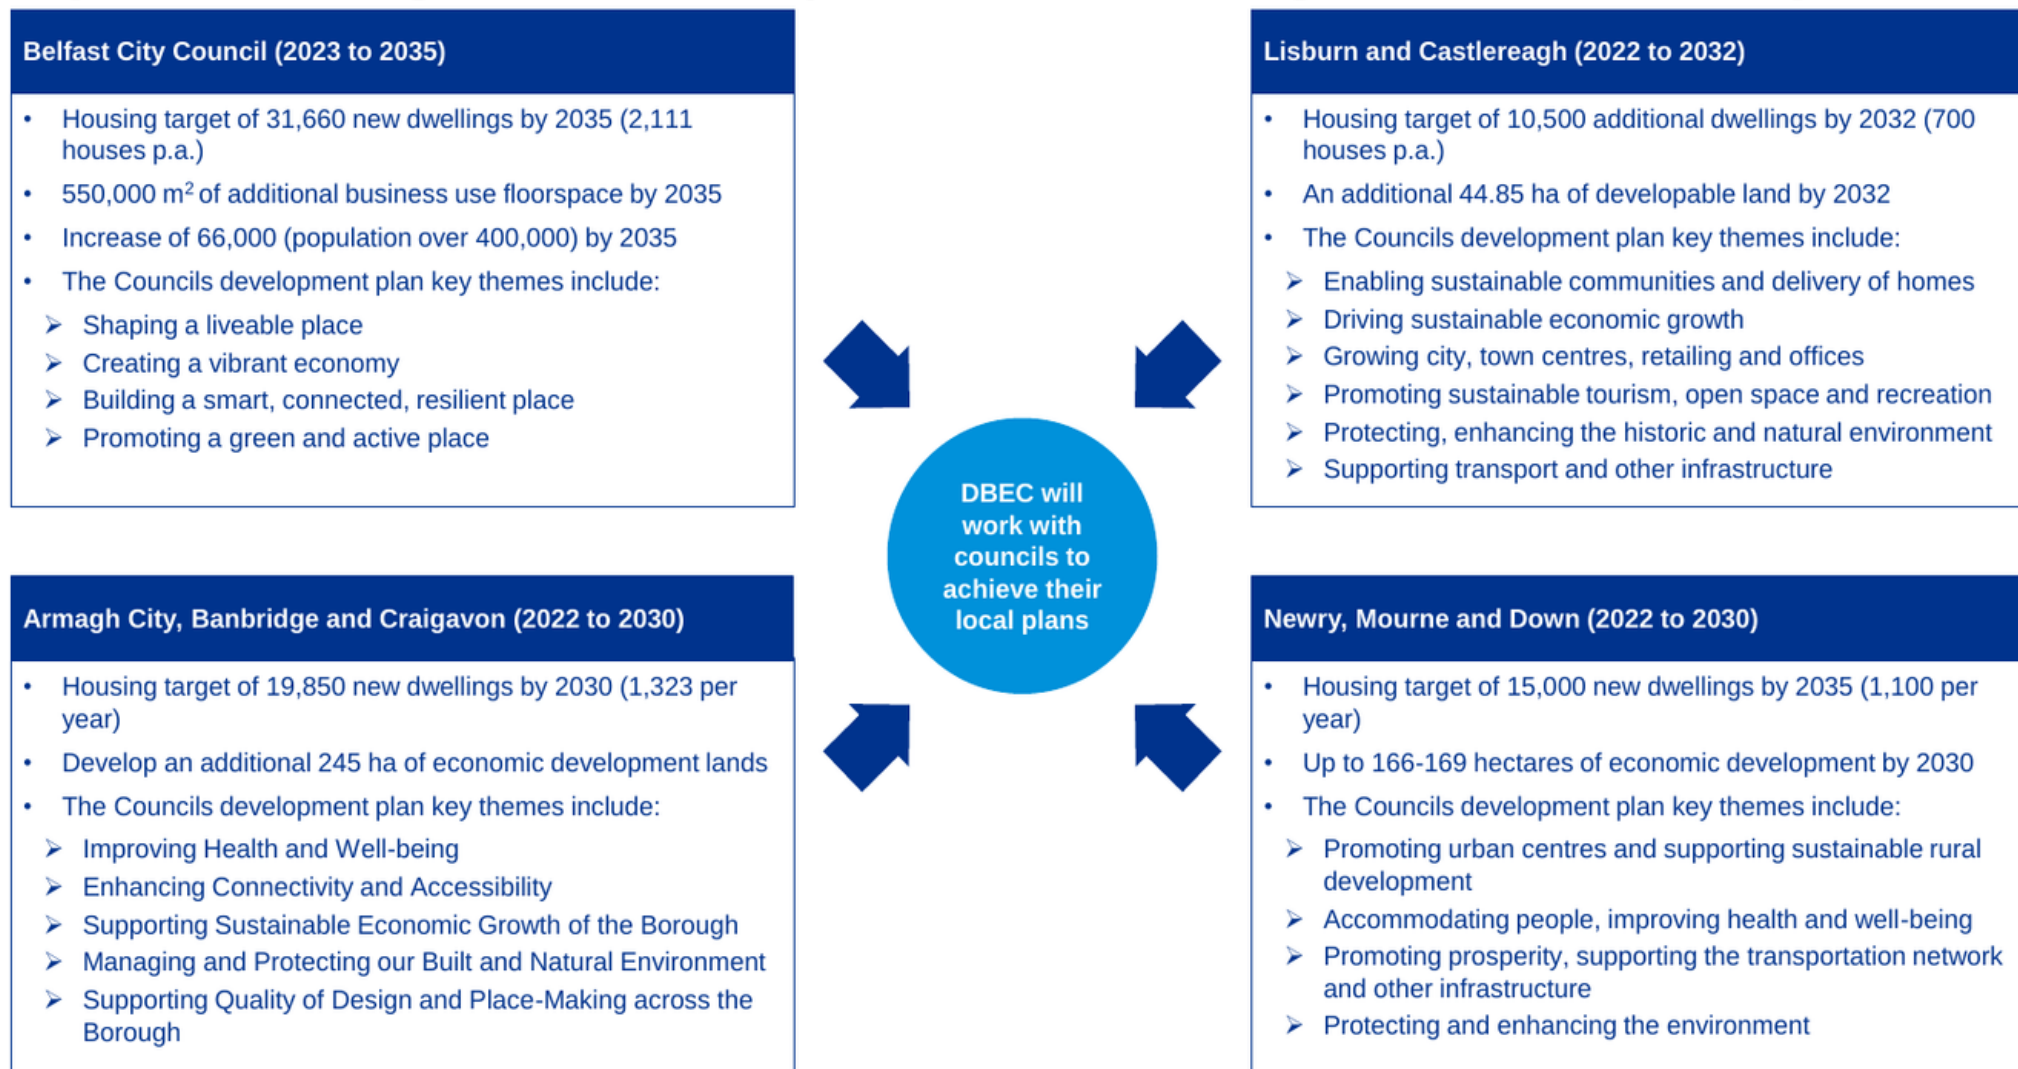 Belfast City Council (2023 to 2035)
• Housing target of 31,660 new dwellings by 2035 (2,111
houses p.a.)
• 550,000 m² of additional business use floorspace by 2035
• Increase of 66,000 (population over 400,000) by 2035
• The Councils development plan key themes include:
➢ Shaping a liveable place
➢ Creating a vibrant economy
➢ Building a smart, connected, resilient place
➢ Promoting a green and active place
Lisburn and Castlereagh (2022 to 2032)
• Housing target of 10,500 additional dwellings by 2032 (700
houses p.a.)
• An additional 44.85 ha of developable land by 2032
• The Councils development plan key themes include:
➢ Enabling sustainable communities and delivery of homes
➢ Driving sustainable economic growth
➢ Growing city, town centres, retailing and offices
➢ Promoting sustainable tourism, open space and recreation
➢ Protecting, enhancing the historic and natural environment
➢ Supporting transport and other infrastructure
DBEC will
work with
councils to
achieve their
local plans
Armagh City, Banbridge and Craigavon (2022 to 2030)
• Housing target of 19,850 new dwellings by 2030 (1,323 per
year)
• Develop an additional 245 ha of economic development lands
• The Councils development plan key themes include:
➢ Improving Health and Well-being
➢ Enhancing Connectivity and Accessibility
➢ Supporting Sustainable Economic Growth of the Borough
➢ Managing and Protecting our Built and Natural Environment
➢ Supporting Quality of Design and Place-Making across the
Borough
Newry, Mourne and Down (2022 to 2030)
• Housing target of 15,000 new dwellings by 2035 (1,100 per
year)
• Up to 166-169 hectares of economic development by 2030
• The Councils development plan key themes include:
➢ Promoting urban centres and supporting sustainable rural
development
➢ Accommodating people, improving health and well-being
➢ Promoting prosperity, supporting the transportation network
and other infrastructure
➢ Protecting and enhancing the environment